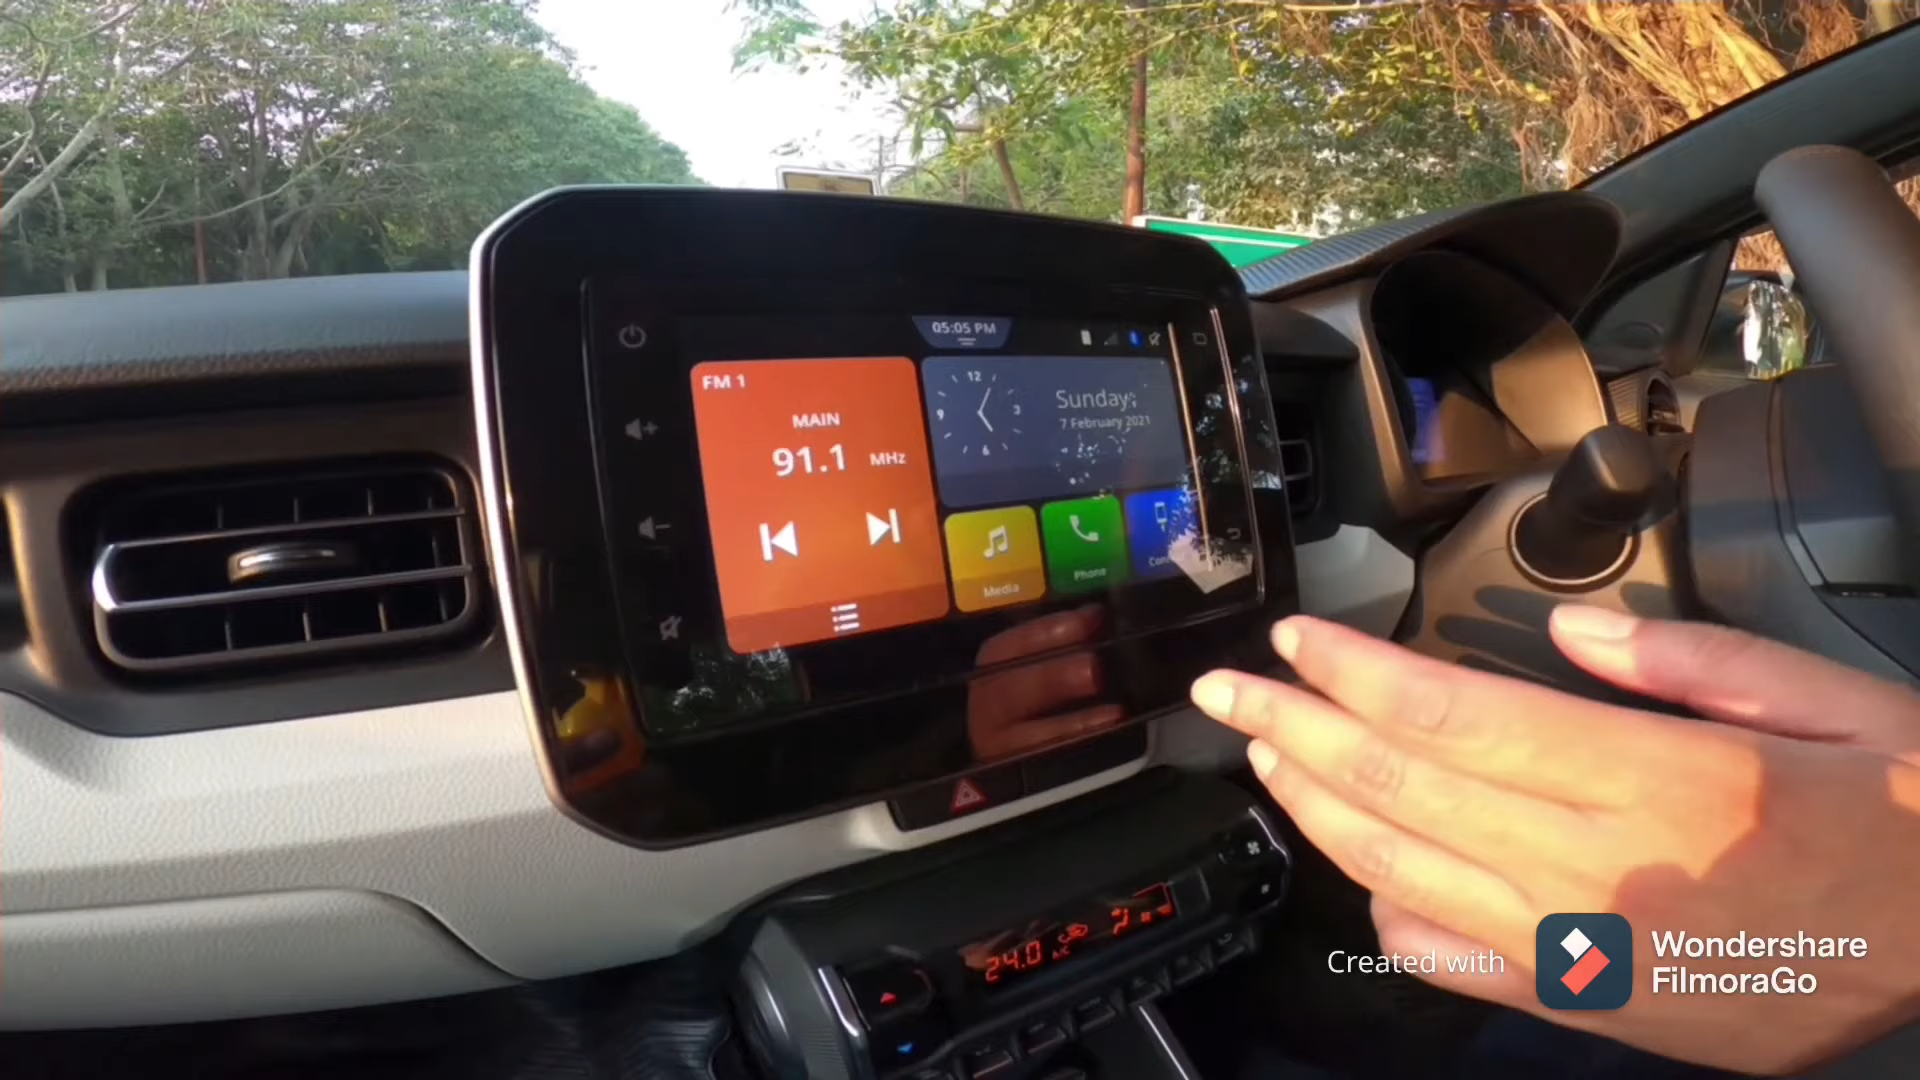 05:05 PM
FM 1
MAIN
91.1 MHz
12
3
6
9
Sunday
7 February 2021
Media
Phone
24.0
A/C
Created with
Wondershare
FilmoraGo